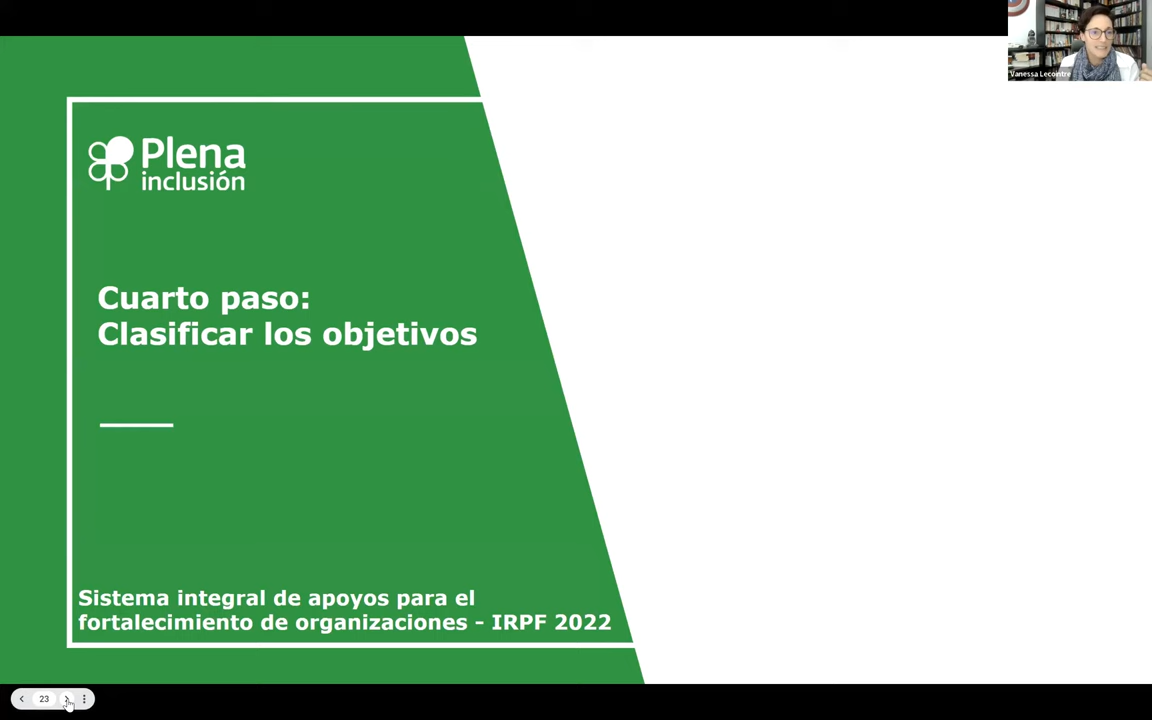 Vanessa Lecointre
Plena
inclusión
Cuarto paso:
Clasificar los objetivos
Sistema integral de apoyos para el
fortalecimiento de organizaciones - IRPF 2022
23